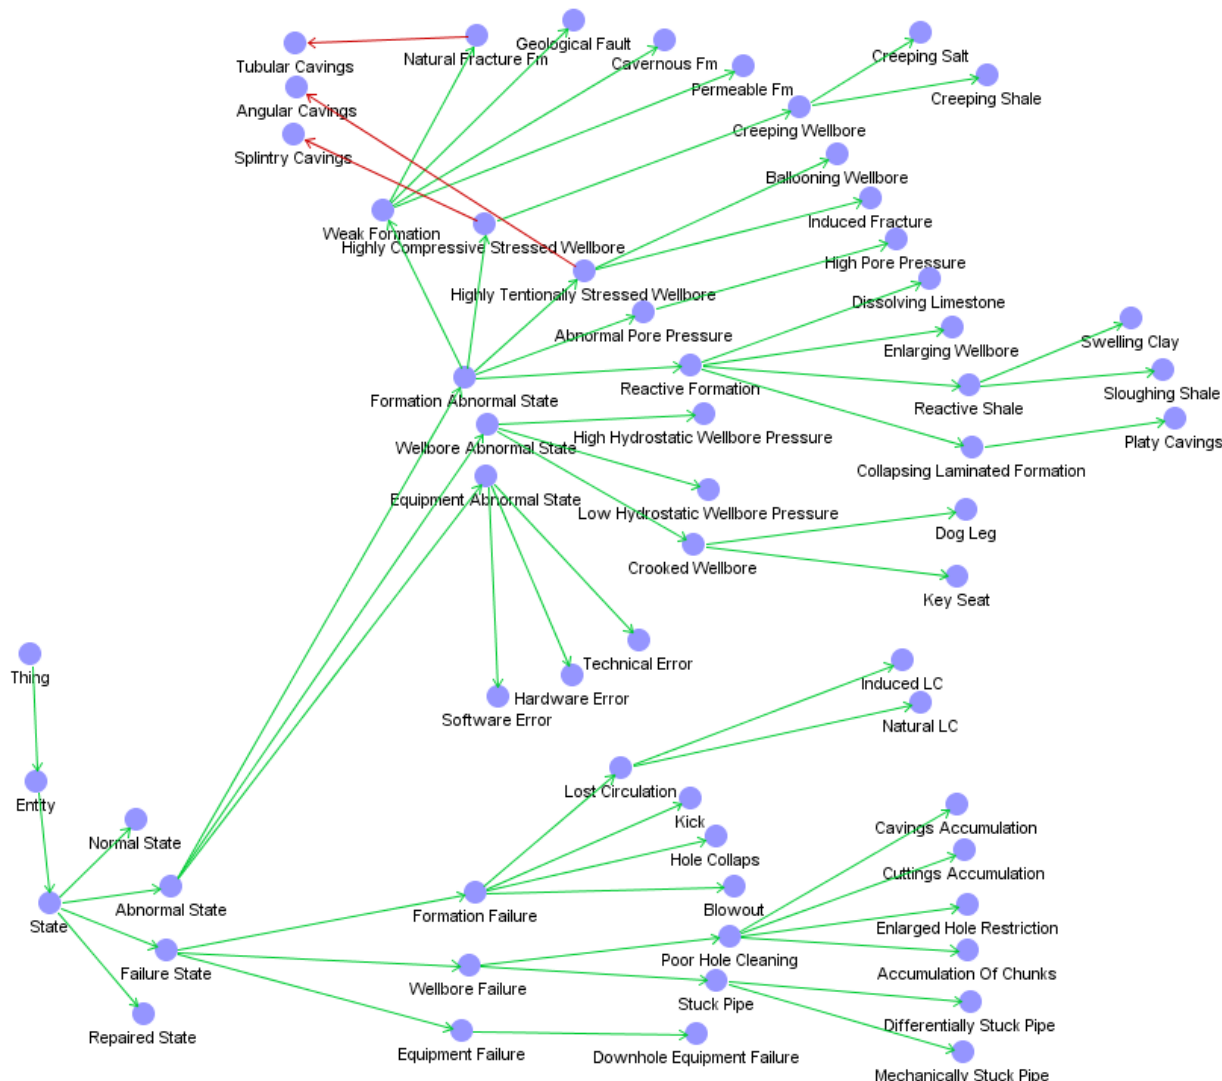 Geological Fault
Natural Fracture Fm
Tubular Cavings
Cavernous Fm
Creeping Salt
Permeable Fm
Creeping Shale
Angular Cavings
Creeping Wellbore
Splintry Cavings
Ballooning Wellbore
Induced Fracture
Weak Formation
Highly Compressive Stressed Wellbore
High Pore Pressure
Highly Tentionally Stressed Wellbore
Dissolving Limestone
Abnormal Pore Pressure
Enlarging Wellbore
Swelling Clay
Reactive Formation
Sloughing Shale
Formation Abnormal State
Reactive Shale
High Hydrostatic Wellbore Pressure
Platy Cavings
Wellbore Abnormal State
Collapsing Laminated Formation
Equipment Abnormal State
Low Hydrostatic Wellbore Pressure
Dog Leg
Crooked Wellbore
Key Seat
Technical Error
Thing
Induced LC
Hardware Error
Software Error
Natural LC
Lost Circulation
Entity
Kick
Cavings Accumulation
Normal State
Hole Collaps
Cuttings Accumulation
Abnormal State
Formation Failure
Blowout
State
Enlarged Hole Restriction
Failure State
Poor Hole Cleaning
Accumulation Of Chunks
Wellbore Failure
Stuck Pipe
Differentially Stuck Pipe
Repaired State
Equipment Failure
Downhole Equipment Failure
Mechanically Stuck Pipe